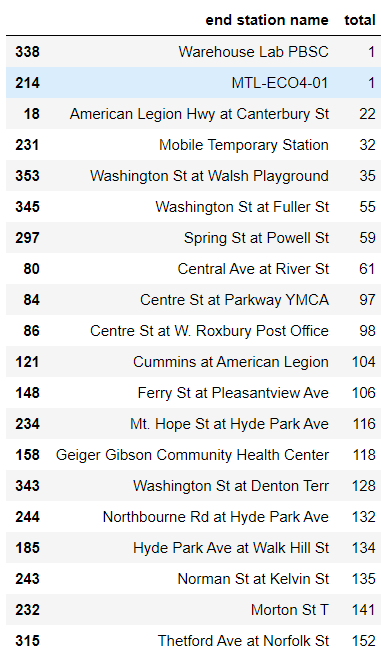 end station name total
338 Warehouse Lab PBSC 1
214 MTL-ECO4-01 1
18 American Legion Hwy at Canterbury St 22
231 Mobile Temporary Station 32
353 Washington St at Walsh Playground 35
345 Washington St at Fuller St 55
297 Spring St at Powell St 59
80 Central Ave at River St 61
84 Centre St at Parkway YMCA 97
86 Centre St at W. Roxbury Post Office 98
121 Cummins at American Legion 104
148 Ferry St at Pleasantview Ave 106
234 Mt. Hope St at Hyde Park Ave 116
158 Geiger Gibson Community Health Center 118
343 Washington St at Denton Terr 128
244 Northbourne Rd at Hyde Park Ave 132
185 Hyde Park Ave at Walk Hill St 134
243 Norman St at Kelvin St 135
232 Morton St T 141
315 Thetford Ave at Norfolk St 152